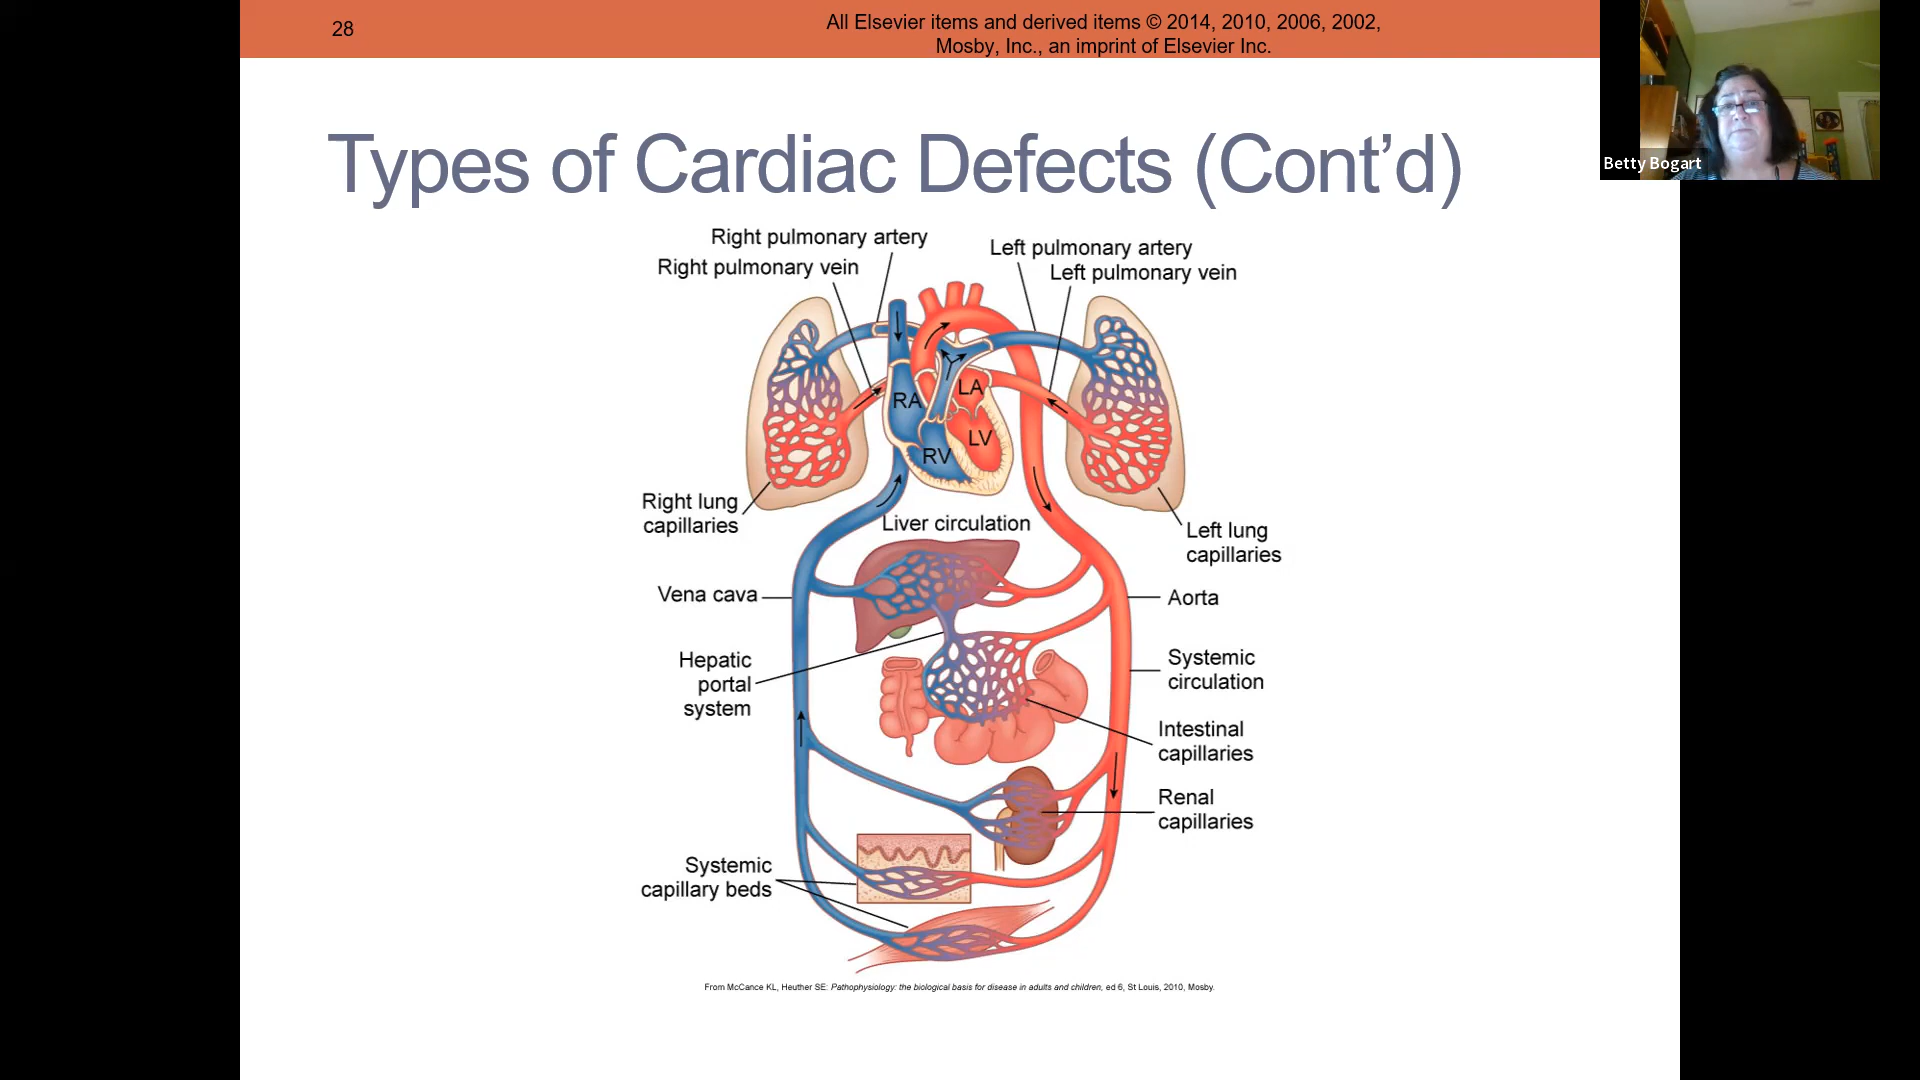 28
All Elsevier items and derived items © 2014, 2010, 2006, 2002,
Mosby, Inc., an imprint of Elsevier Inc.
Betty Bogart
Types of Cardiac Defects (Cont’d)
Right pulmonary artery
Left pulmonary artery
Right pulmonary vein
Left pulmonary vein
RA
LA
LV
RV
Right lung
capillaries
Liver circulation
Left lung
capillaries
Vena cava
Aorta
Hepatic
portal
system
Systemic
circulation
Intestinal
capillaries
Renal
capillaries
Systemic
capillary beds
From McCance KL, Heuther SE: Pathophysiology: the biological basis for disease in adults and children, ed 6, St Louis, 2010, Mosby.